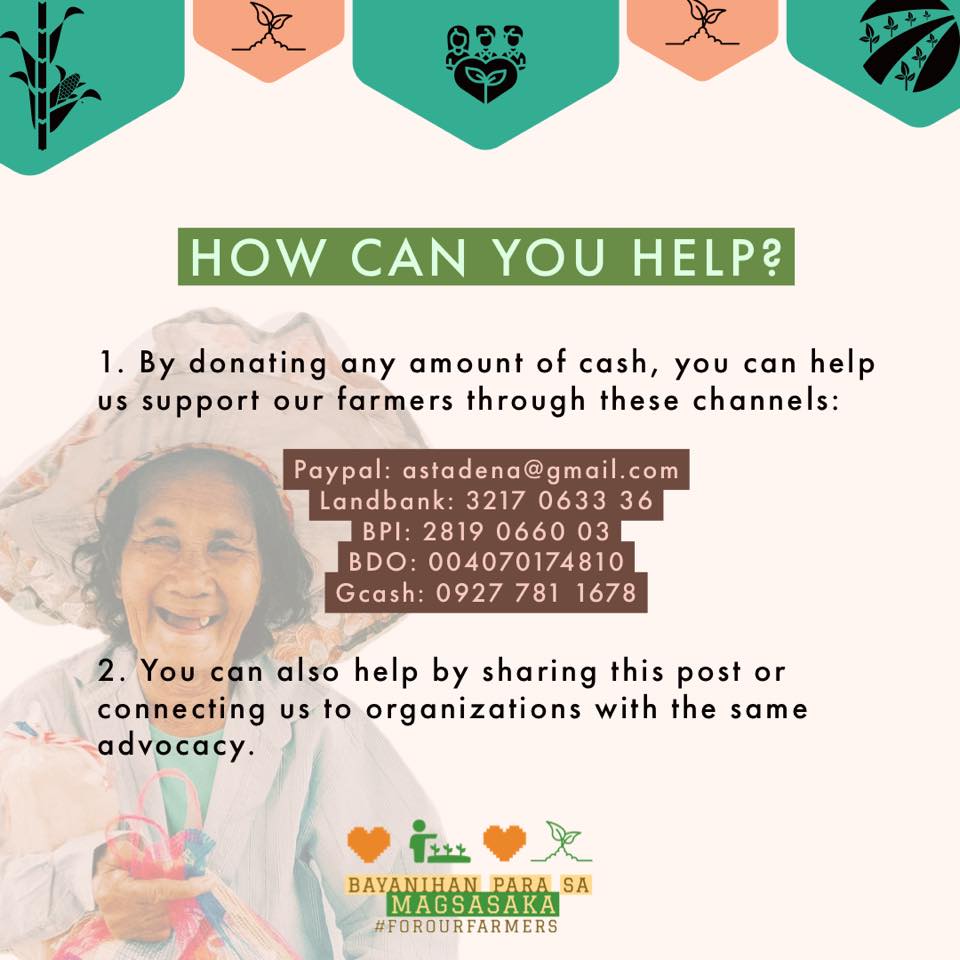 HOW CAN YOU HELP?
1. By donating any amount of cash, you can help
us support our farmers through these channels:
Paypal: astadena@gmail.com
Landbank: 3217 0633 36
BPI: 2819 0660 03
BDO: 004070174810
Gcash: 0927 781 1678
2. You can also help by sharing this post or
connecting us to organizations with the same
advocacy.
BAYANIHAN PARA SA
MAGSASAKA
#FOROURFARMERS